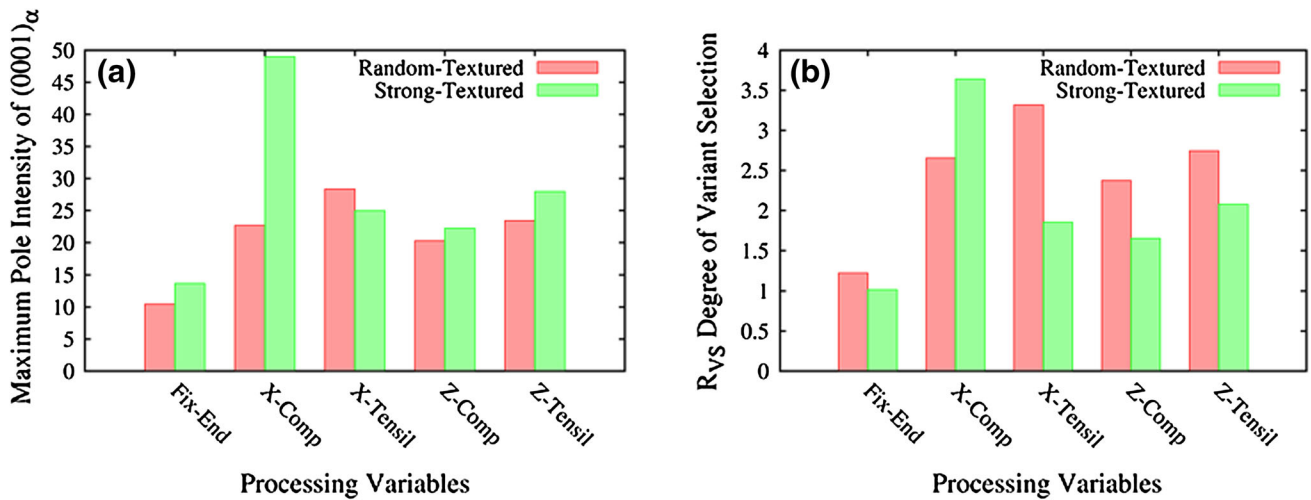 (a)
Maximum Pole Intensity of (0001)α
50
45
40
35
30
25
20
15
10
5
0
Random-Textured
Strong-Textured
Fix-End
X-Comp
X-Tensil
Z-Comp
Z-Tensil
Processing Variables
(b)
RVS Degree of Variant Selection
4
3.5
3
2.5
2
1.5
1
0.5
0
Random-Textured
Strong-Textured
Fix-End
X-Comp
X-Tensil
Z-Comp
Z-Tensil
Processing Variables